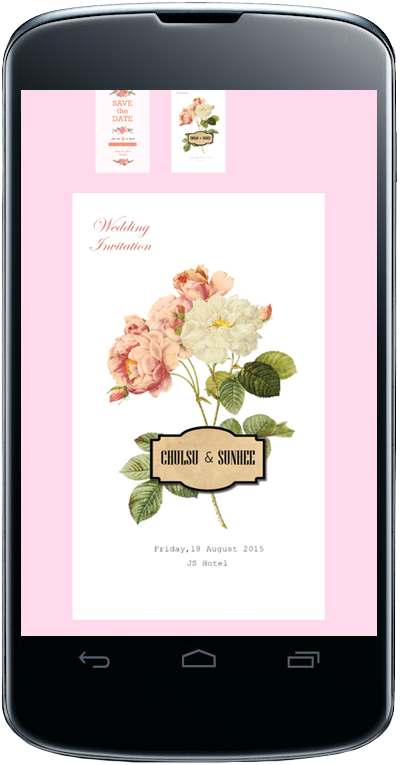 SAVE
the
DATE
Wedding
Invitation
CHULSU & SUNHEE
Friday,18 August 2015
JS Hotel